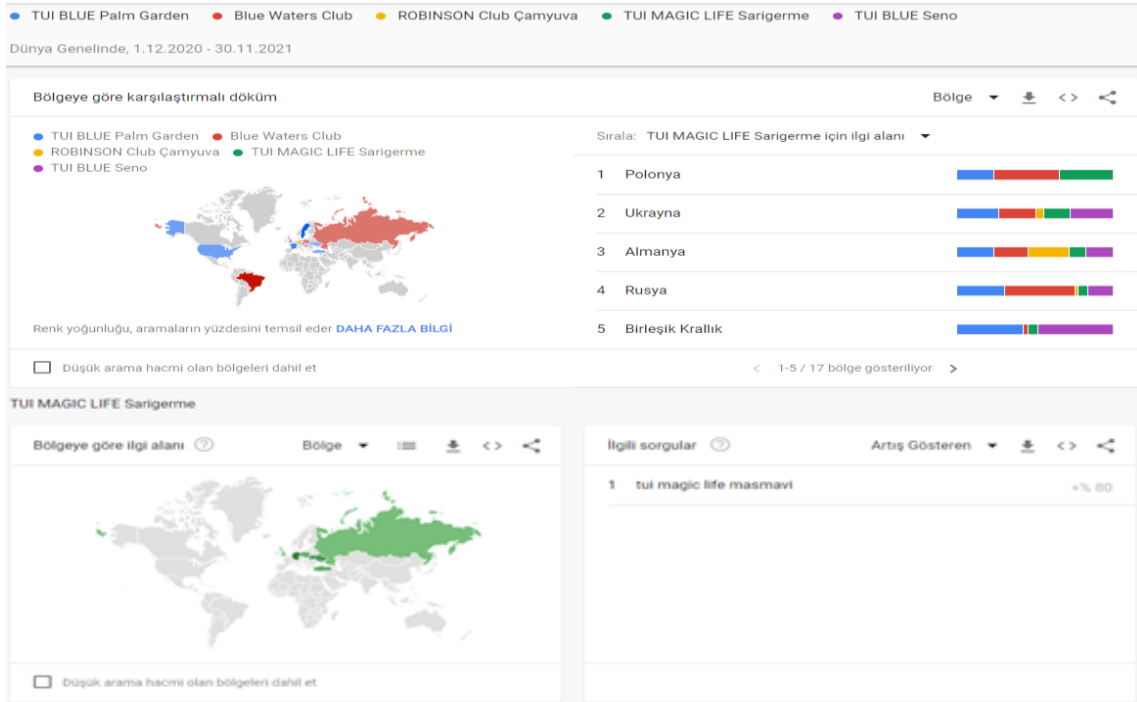 TUI BLUE Palm Garden Blue Waters Club ROBINSON Club Çamyuva TUI MAGIC LIFE Sarigerme TUI BLUE Seno
Dünya Genelinde, 1.12.2020 - 30.11.2021
Bölgeye göre karşılaştırmalı döküm
Bölge
TUI BLUE Palm Garden Blue Waters Club
ROBINSON Club Çamyuva TUI MAGIC LIFE Sarigerme
TUI BLUE Seno
Renk yoğunluğu, aramaların yüzdesini temsil eder DAHA FAZLA BİLGİ
Sırala: TUI MAGIC LIFE Sarigerme için ilgi alanı
1 Polonya
2 Ukrayna
3 Almanya
4 Rusya
5 Birleşik Krallık
Düşük arama hacmi olan bölgeleri dahil et
< 1-5 / 17 bölge gösteriliyor >
TUI MAGIC LIFE Sarigerme
Bölgeye göre ilgi alanı ? Bölge <>
Düşük arama hacmi olan bölgeleri dahil et
İlgili sorgular ? Artış Gösteren <>
1 tui magic life masmavi +% 80